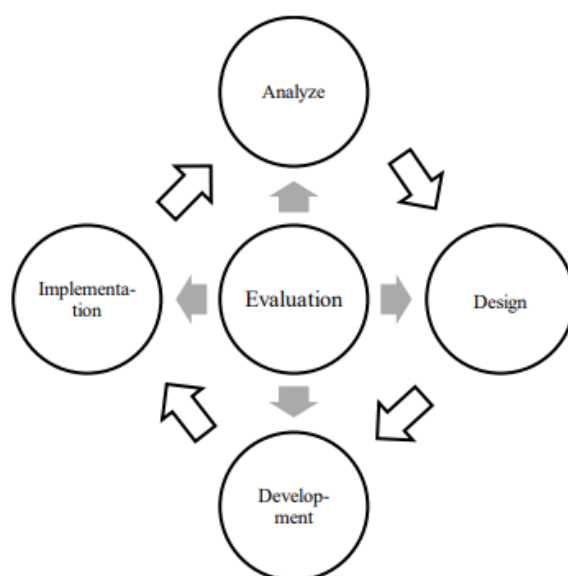 Analyze
Implementa-
tion
Evaluation
Design
Develop-
ment